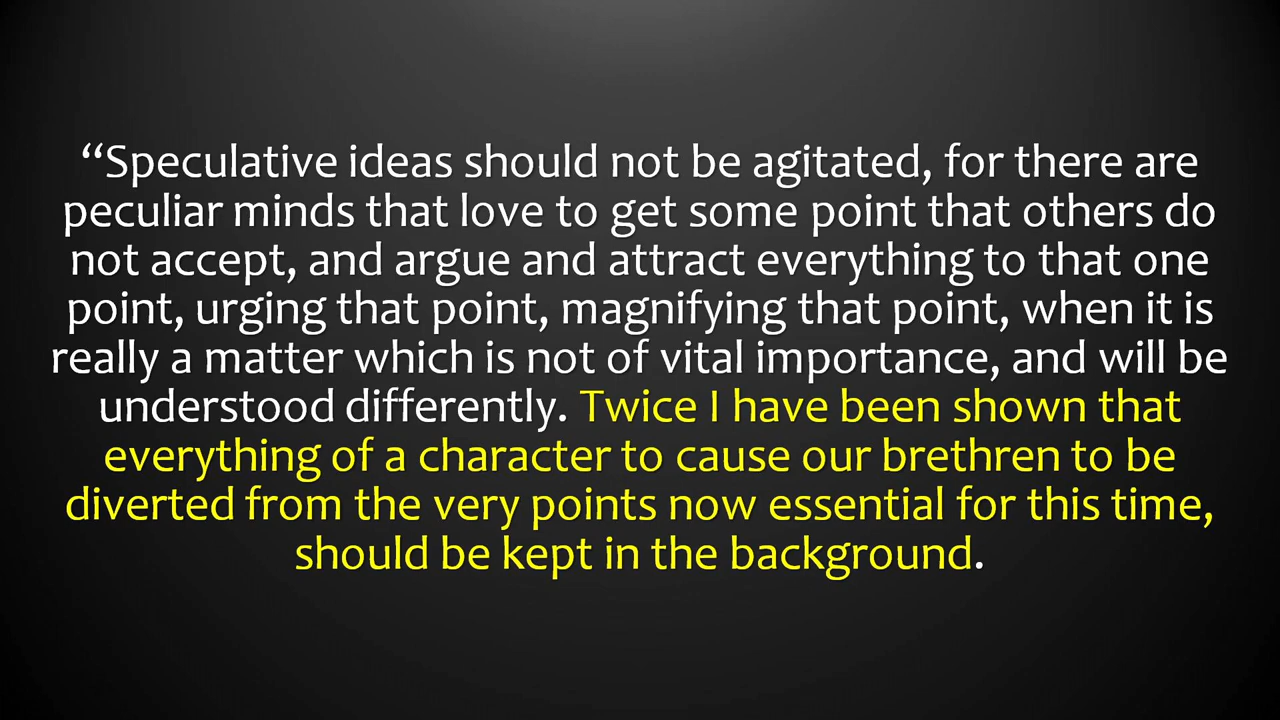 “Speculative ideas should not be agitated, for there are
peculiar minds that love to get some point that others do
not accept, and argue and attract everything to that one
point, urging that point, magnifying that point, when it is
really a matter which is not of vital importance, and will be
understood differently. Twice I have been shown that
everything of a character to cause our brethren to be
diverted from the very points now essential for this time,
should be kept in the background.